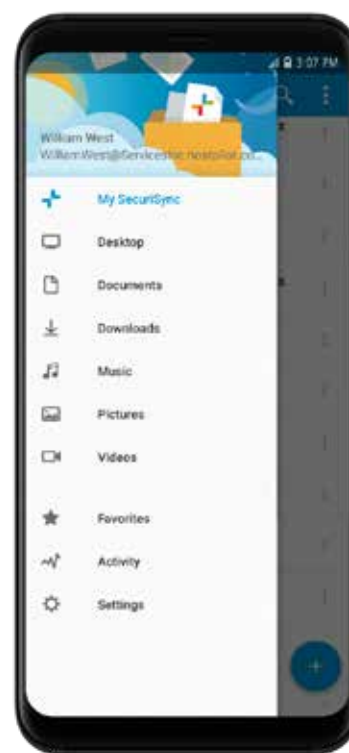 3:07 PM
William West
My SecuriSync
Desktop
Documents
Downloads
Music
Pictures
Videos
Favorites
Activity
Settings